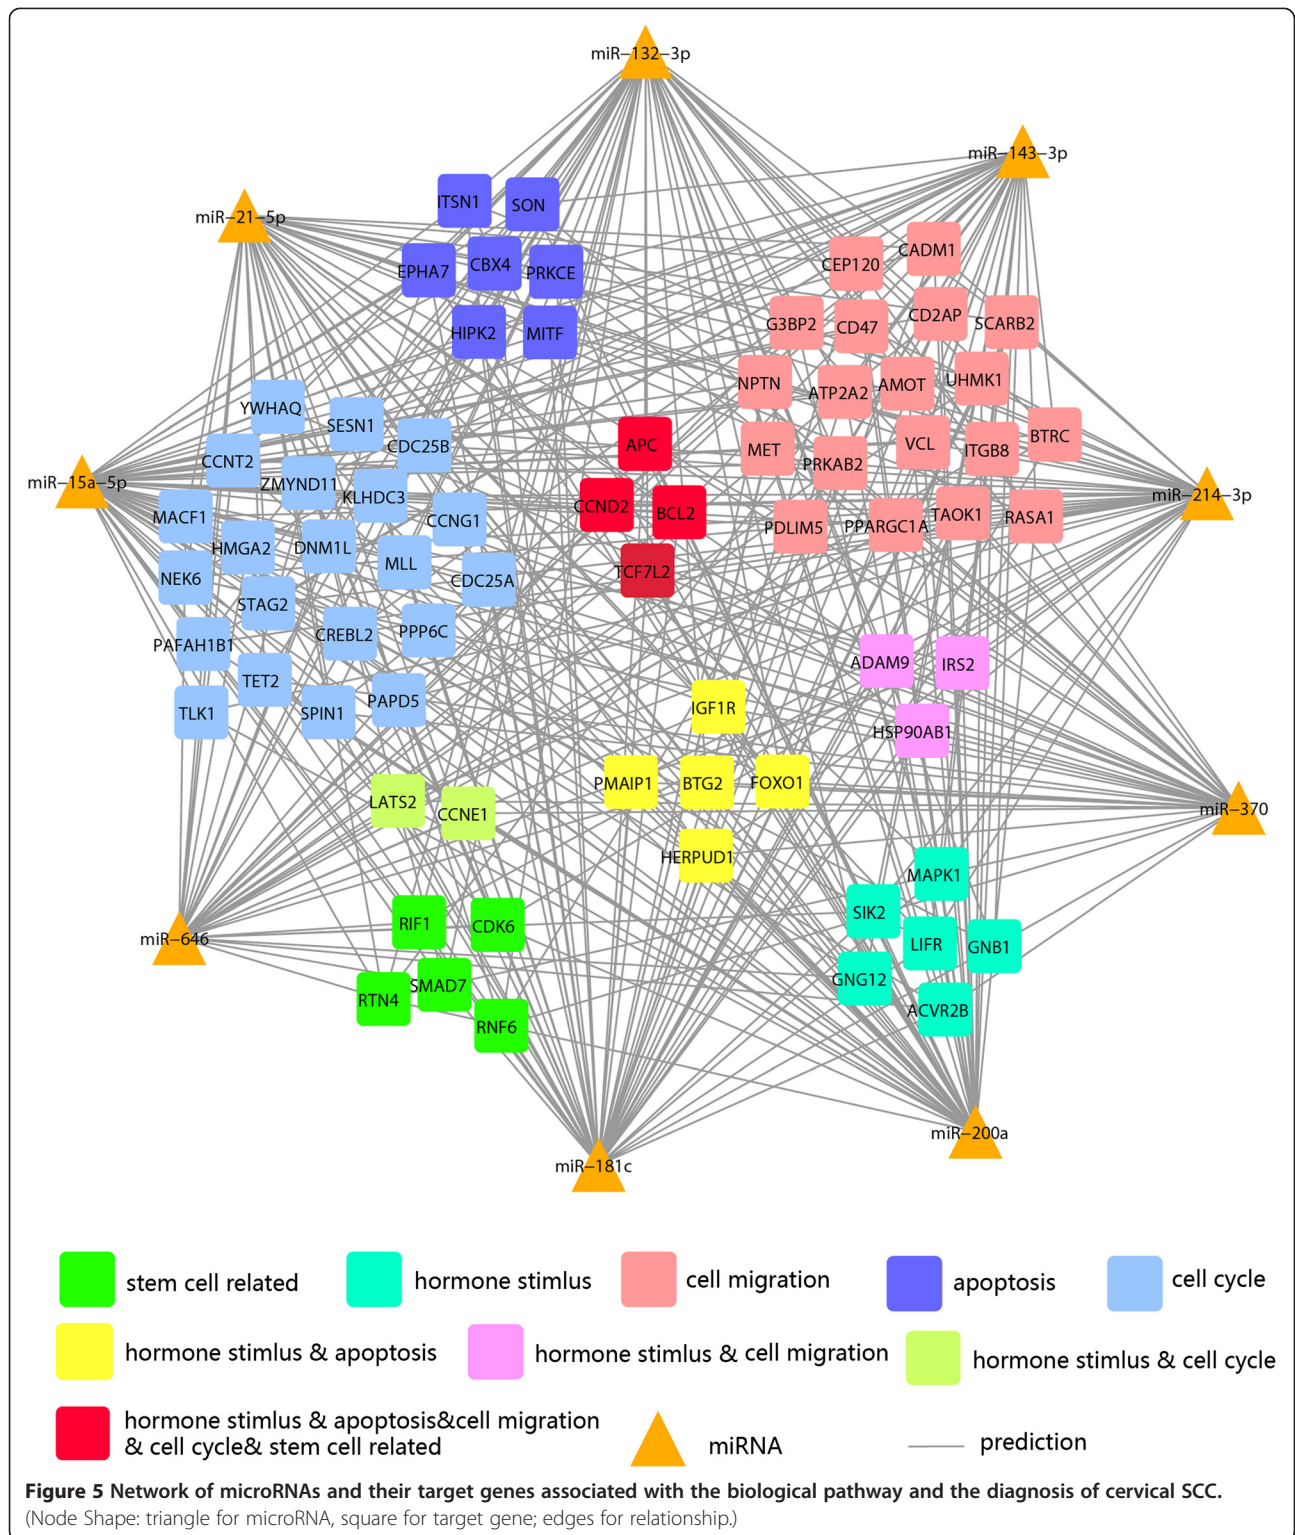 miR−132−3p
miR−143−3p
miR−21−5p
ITSN1
SON
EPHA7
CBX4
PRKCE
HIPK2
MITF
CEP120
CADM1
G3BP2
CD47
CD2AP
SCARB2
NPTN
ATP2A2
AMOT
UHMK1
MET
PRKAB2
VCL
ITGB8
BTRC
PDLIM5
PPARGC1A
TAOK1
RASA1
YWHAQ
SESN1
CDC25B
CCNT2
ZMYND11
KLHDC3
CCNG1
MACF1
HMGA2
DNM1L
MLL
CDC25A
NEK6
STAG2
CREBL2
PPP6C
PAFAH1B1
TET2
TLK1
SPIN1
PAPD5
APC
CCND2
BCL2
TCF7L2
miR−15a−5p
miR−214−3p
ADAM9
IRS2
HSP90AB1
IGF1R
PMAIP1
BTG2
FOXO1
HERPUD1
LATS2
CCNE1
miR−370
MAPK1
SIK2
LIFR
GNB1
GNG12
ACVR2B
RIF1
CDK6
SMAD7
RTN4
RNF6
miR−646
miR−200a
miR−181c
stem cell related
hormone stimlus
cell migration
apoptosis
cell cycle
hormone stimlus & apoptosis
hormone stimlus & cell migration
hormone stimlus & cell cycle
hormone stimlus & apoptosis&cell migration
& cell cycle& stem cell related
miRNA
prediction
Figure 5 Network of microRNAs and their target genes associated with the biological pathway and the diagnosis of cervical SCC.
(Node Shape: triangle for microRNA, square for target gene; edges for relationship.)